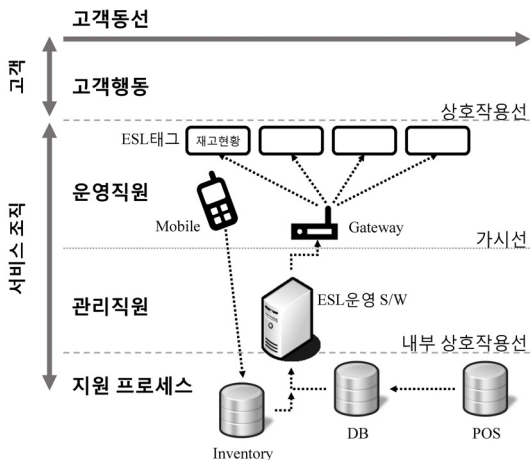 고객동선
고객
고객행동
상호작용선
ESL태그
재고현황
운영직원
Mobile
Gateway
가시선
서비스 조직
ESL운영 S/W
관리직원
내부 상호작용선
지원 프로세스
DB
POS
Inventory